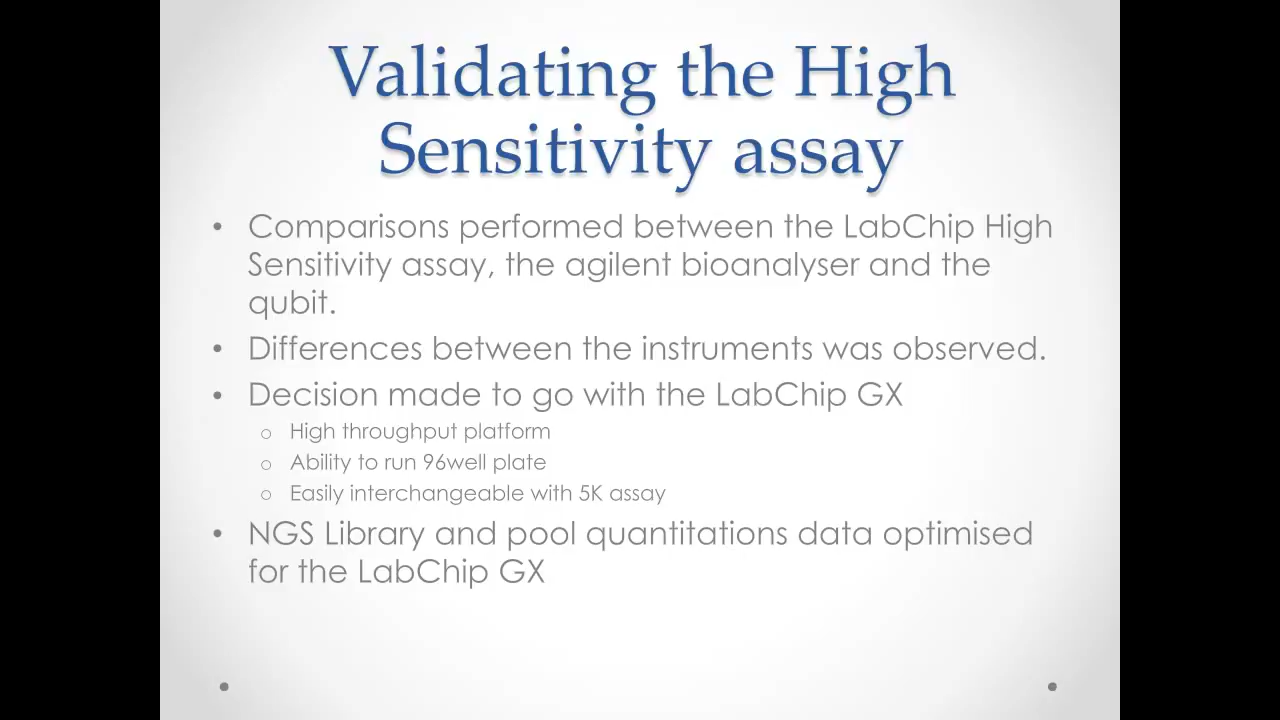 Validating the High
Sensitivity assay
• Comparisons performed between the LabChip High
Sensitivity assay, the agilent bioanalyser and the
qubit.
• Differences between the instruments was observed.
• Decision made to go with the LabChip GX
o High throughput platform
o Ability to run 96well plate
o Easily interchangeable with 5K assay
• NGS Library and pool quantitations data optimised
for the LabChip GX